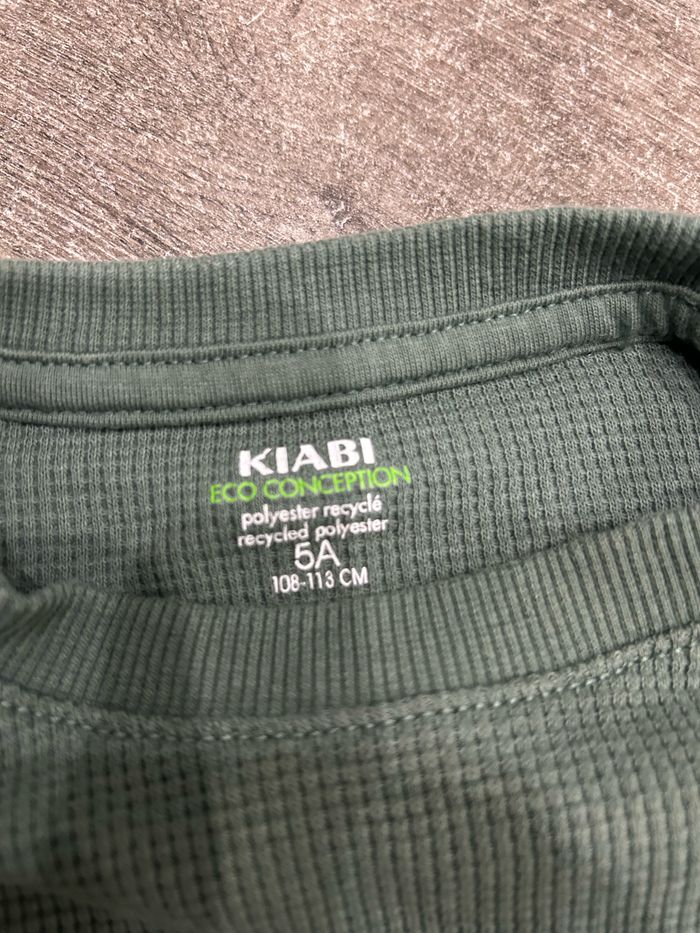 KIABI
ECO CONCEPTION
polyester recyclé
recycled polyester
5A
108-113 CM